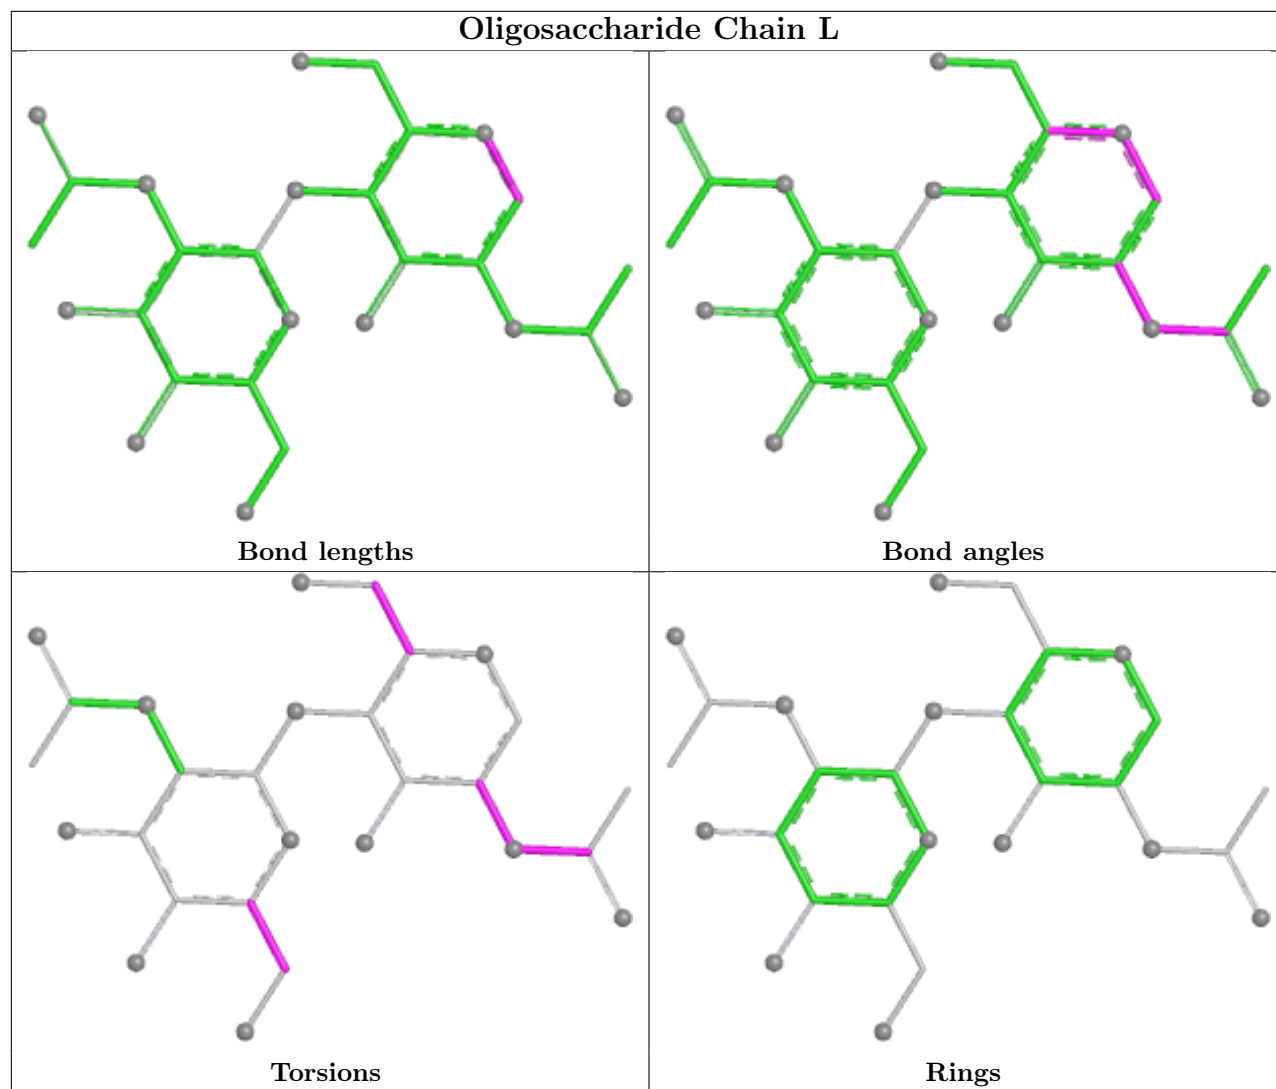 Oligosaccharide Chain L
Bond lengths
Bond angles
Torsions
Rings